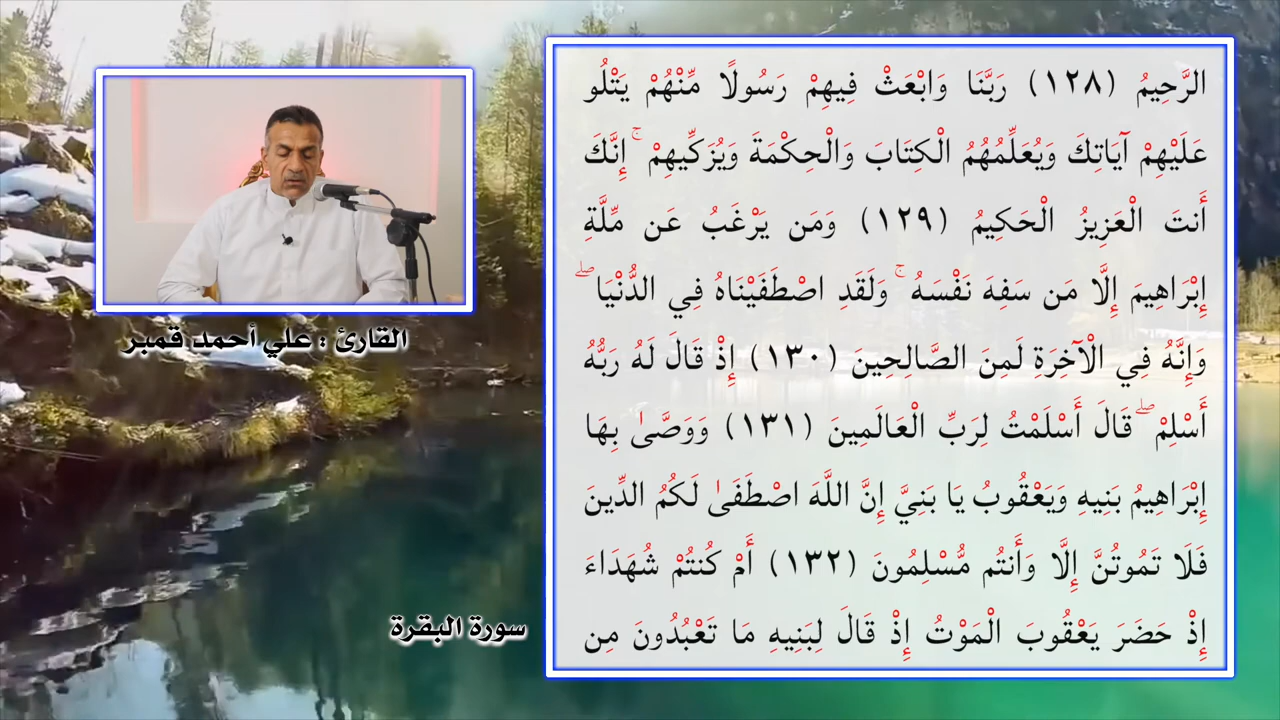 الرَّحِيمُ (١٢٨) رَبَّنَا وَابْعَثْ فِيهِمْ رَسُولًا مِّنْهُمْ يَتْلُو
عَلَيْهِمْ آيَاتِكَ وَيُعَلِّمُهُمُ الْكِتَابَ وَالْحِكْمَةَ وَيُزَكِّيهِمْ ۚ إِنَّكَ
أَنتَ الْعَزِيزُ الْحَكِيمُ (١٢٩) وَمَن يَرْغَبُ عَن مِّلَّةِ
إِبْرَاهِيمَ إِلَّا مَن سَفِهَ نَفْسَهُ ۚ وَلَقَدِ اصْطَفَيْنَاهُ فِي الدُّنْيَا ۖ
وَإِنَّهُ فِي الْآخِرَةِ لَمِنَ الصَّالِحِينَ (١٣٠) إِذْ قَالَ لَهُ رَبُّهُ
أَسْلِمْ ۖ قَالَ أَسْلَمْتُ لِرَبِّ الْعَالَمِينَ (١٣١) وَوَصَّىٰ بِهَا
إِبْرَاهِيمُ بَنِيهِ وَيَعْقُوبُ يَا بَنِيَّ إِنَّ اللَّهَ اصْطَفَىٰ لَكُمُ الدِّينَ
فَلَا تَمُوتُنَّ إِلَّا وَأَنتُم مُّسْلِمُونَ (١٣٢) أَمْ كُنتُمْ شُهَدَاءَ
إِذْ حَضَرَ يَعْقُوبَ الْمَوْتُ إِذْ قَالَ لِبَنِيهِ مَا تَعْبُدُونَ مِن
القارئ : علي أحمد قمبر
سورة البقرة